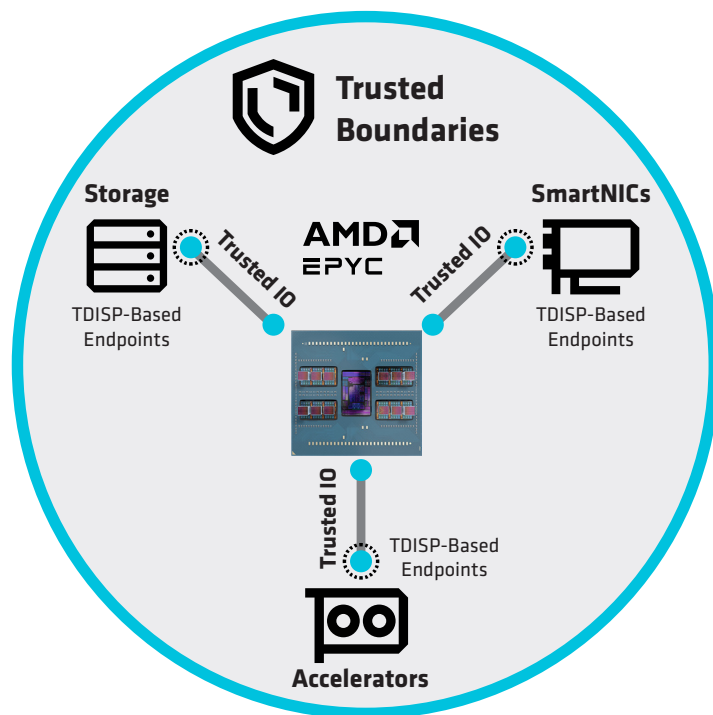 Trusted
Boundaries
Storage
SmartNICs
AMD
EPYC
Trusted IO
Trusted IO
TDISP-Based
Endpoints
TDISP-Based
Endpoints
Trusted IO
TDISP-Based
Endpoints
Accelerators